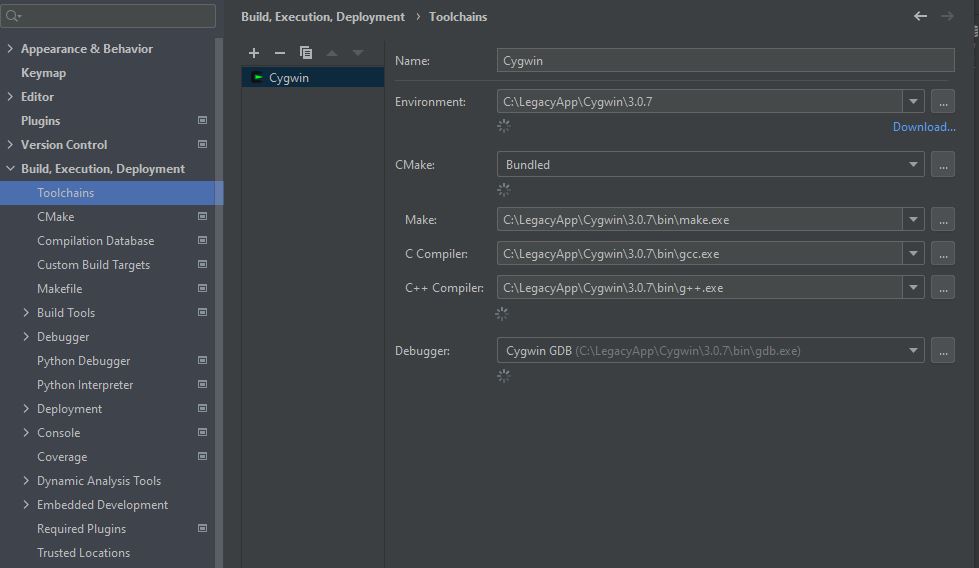 Build, Execution, Deployment › Toolchains
Appearance & Behavior
Keymap
Editor
Plugins
Version Control
Build, Execution, Deployment
Toolchains
CMake
Compilation Database
Custom Build Targets
Makefile
Build Tools
Debugger
Python Debugger
Python Interpreter
Deployment
Console
Coverage
Dynamic Analysis Tools
Embedded Development
Required Plugins
Trusted Locations
Cygwin
Name: Cygwin
Environment: C:\LegacyApp\Cygwin\3.0.7 ...
Download...
CMake: Bundled ...
Make: C:\LegacyApp\Cygwin\3.0.7\bin\make.exe ...
C Compiler: C:\LegacyApp\Cygwin\3.0.7\bin\gcc.exe ...
C++ Compiler: C:\LegacyApp\Cygwin\3.0.7\bin\g++.exe ...
Debugger: Cygwin GDB (C:\LegacyApp\Cygwin\3.0.7\bin\gdb.exe) ...